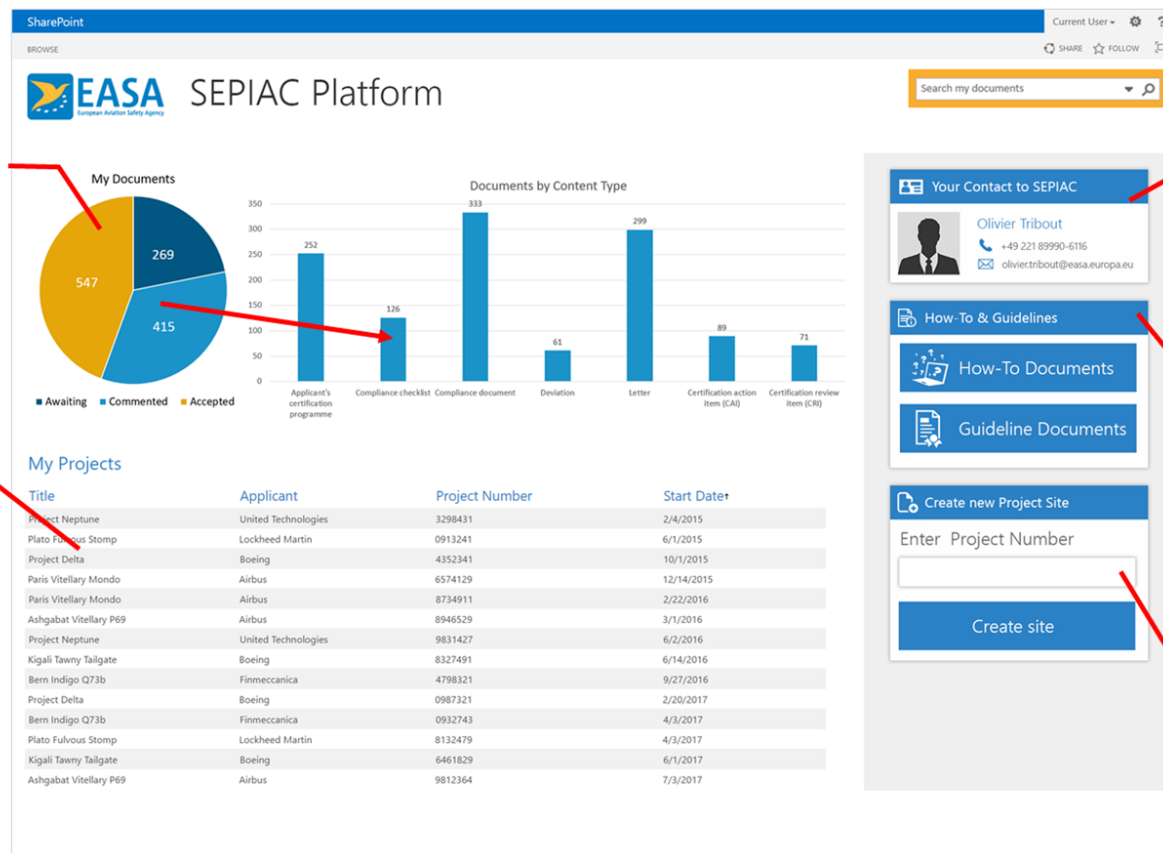 SharePoint
Current User
?
BROWSE
SHARE FOLLOW
EASA
European Aviation Safety Agency
SEPIAC Platform
Search my documents
My Documents
269
547
415
Awaiting Commented Accepted
Documents by Content Type
350
300
250
200
150
100
50
0
252
126
333
61
299
89
71
Applicant's certification programme
Compliance checklist
Compliance document
Deviation
Letter
Certification action item (CAI)
Certification review item (CRI)
Your Contact to SEPIAC
Olivier Tribout
+49 221 89990-6116
olivier.tribout@easa.europa.eu
How-To & Guidelines
How-To Documents
Guideline Documents
Create new Project Site
Enter Project Number
Create site
My Projects
Title Applicant Project Number Start Date
Project Neptune United Technologies 3298431 2/4/2015
Plato Fulvous Stomp Lockheed Martin 0913241 6/1/2015
Project Delta Boeing 4352341 10/1/2015
Paris Vitellary Mondo Airbus 6574129 12/14/2015
Paris Vitellary Mondo Airbus 8734911 2/22/2016
Ashgabat Vitellary P69 Airbus 8946529 3/1/2016
Project Neptune United Technologies 9831427 6/2/2016
Kigali Tawny Tailgate Boeing 8327491 6/14/2016
Bern Indigo Q73b Finmeccanica 4798321 9/27/2016
Project Delta Boeing 0987321 2/20/2017
Bern Indigo Q73b Finmeccanica 0932743 4/3/2017
Plato Fulvous Stomp Lockheed Martin 8132479 4/3/2017
Kigali Tawny Tailgate Boeing 6461829 6/1/2017
Ashgabat Vitellary P69 Airbus 9812364 7/3/2017